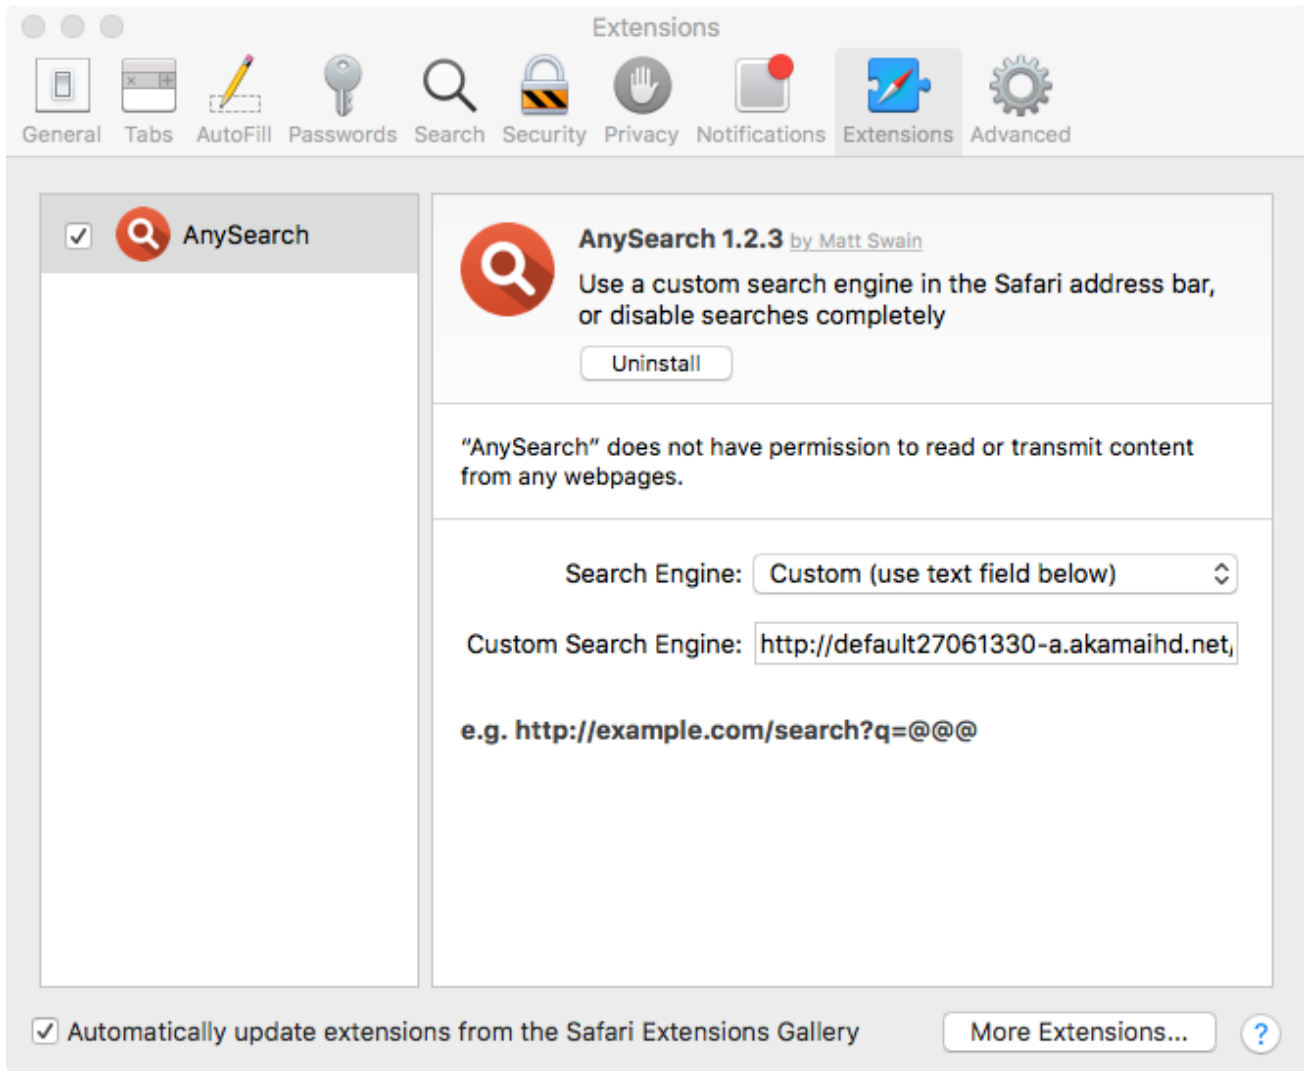 Extensions
General Tabs AutoFill Passwords Search Security Privacy Notifications Extensions Advanced
AnySearch
AnySearch 1.2.3 by Matt Swain
Use a custom search engine in the Safari address bar,
or disable searches completely
Uninstall
“AnySearch” does not have permission to read or transmit content
from any webpages.
Search Engine: Custom (use text field below)
Custom Search Engine: http://default27061330-a.akamaihd.net/
e.g. http://example.com/search?q=@@@
Automatically update extensions from the Safari Extensions Gallery
More Extensions... ?